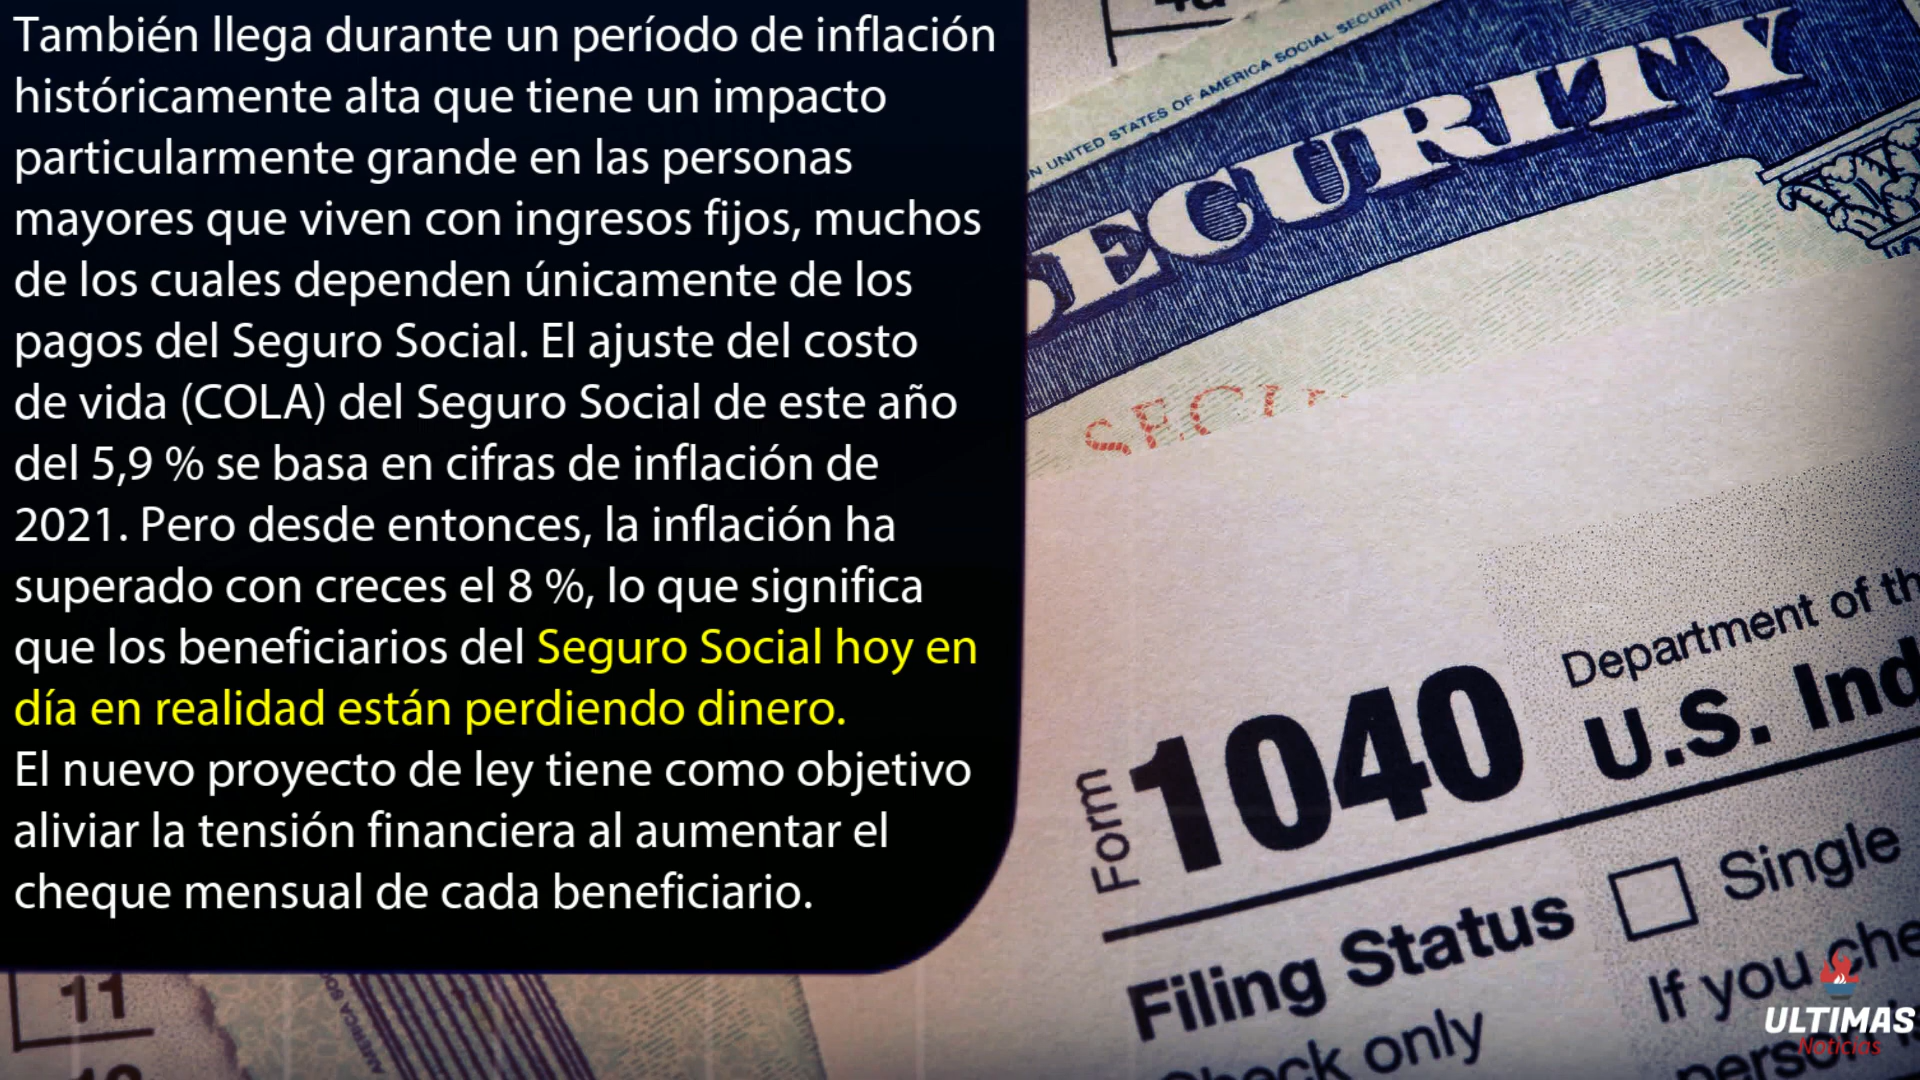 También llega durante un período de inflación
históricamente alta que tiene un impacto
particularmente grande en las personas
mayores que viven con ingresos fijos, muchos
de los cuales dependen únicamente de los
pagos del Seguro Social. El ajuste del costo
de vida (COLA) del Seguro Social de este año
del 5,9 % se basa en cifras de inflación de
2021. Pero desde entonces, la inflación ha
superado con creces el 8 %, lo que significa
que los beneficiarios del Seguro Social hoy en
día en realidad están perdiendo dinero.
El nuevo proyecto de ley tiene como objetivo
aliviar la tensión financiera al aumentar el
cheque mensual de cada beneficiario.
UNITED STATES OF AMERICA SOCIAL SECURITY
SECURITY
Department of th
Form 1040 U.S. Ind
Filing Status
Single
Check only
If you che
person
11
ULTIMAS
Noticias